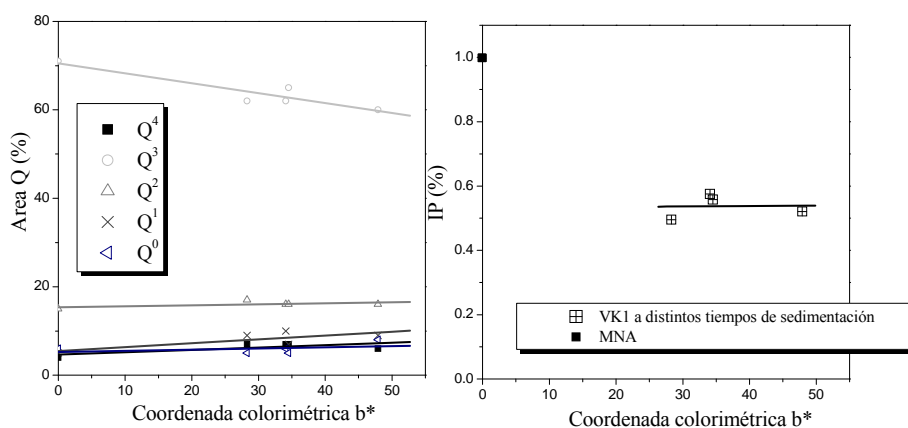 80
60
40
20
0
Area Q (%)
Q4
Q3
Q2
Q1
Q0
0 10 20 30 40 50
Coordenada colorimétrica b*
1.0
0.8
0.6
0.4
0.2
0.0
IP (%)
VK1 a distintos tiempos de sedimentación
MNA
0 10 20 30 40 50
Coordenada colorimétrica b*